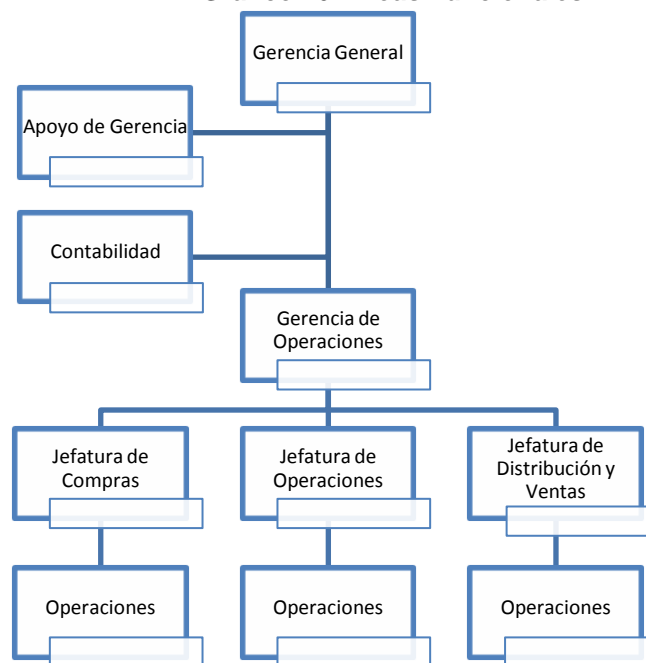 Gerencia General
Apoyo de Gerencia
Contabilidad
Gerencia de
Operaciones
Jefatura de
Compras
Jefatura de
Operaciones
Jefatura de
Distribución y
Ventas
Operaciones
Operaciones
Operaciones